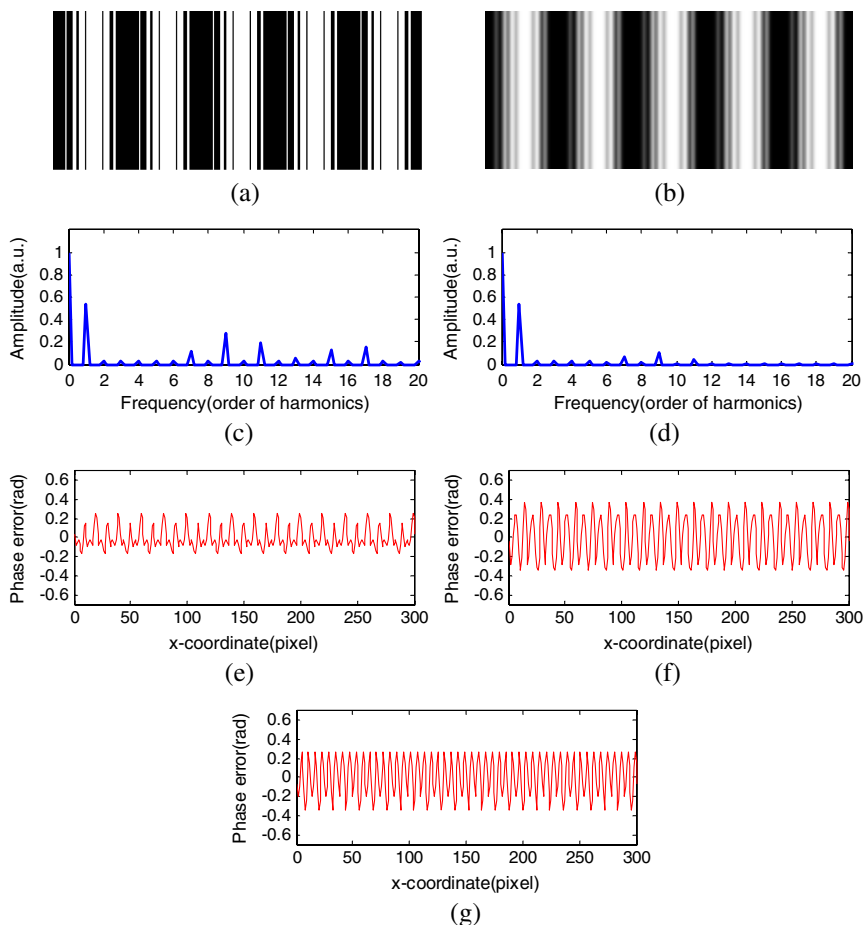 (a)
(b)
Amplitude(a.u.)
1
0.8
0.6
0.4
0.2
0
0 2 4 6 8 10 12 14 16 18 20
Frequency(order of harmonics)
(c)
Amplitude(a.u.)
1
0.8
0.6
0.4
0.2
0
0 2 4 6 8 10 12 14 16 18 20
Frequency(order of harmonics)
(d)
Phase error(rad)
0.6
0.4
0.2
0
-0.2
-0.4
-0.6
0 50 100 150 200 250 300
x-coordinate(pixel)
(e)
Phase error(rad)
0.6
0.4
0.2
0
-0.2
-0.4
-0.6
0 50 100 150 200 250 300
x-coordinate(pixel)
(f)
Phase error(rad)
0.6
0.4
0.2
0
-0.2
-0.4
-0.6
0 50 100 150 200 250 300
x-coordinate(pixel)
(g)